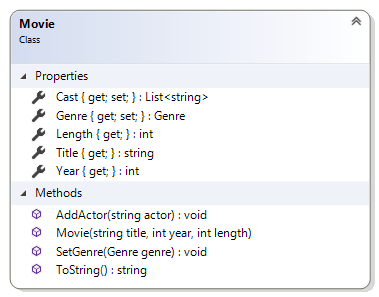 Movie
Class
Properties
Cast { get; set; } : List<string>
Genre { get; set; } : Genre
Length { get; } : int
Title { get; } : string
Year { get; } : int
Methods
AddActor(string actor) : void
Movie(string title, int year, int length)
SetGenre(Genre genre) : void
ToString() : string